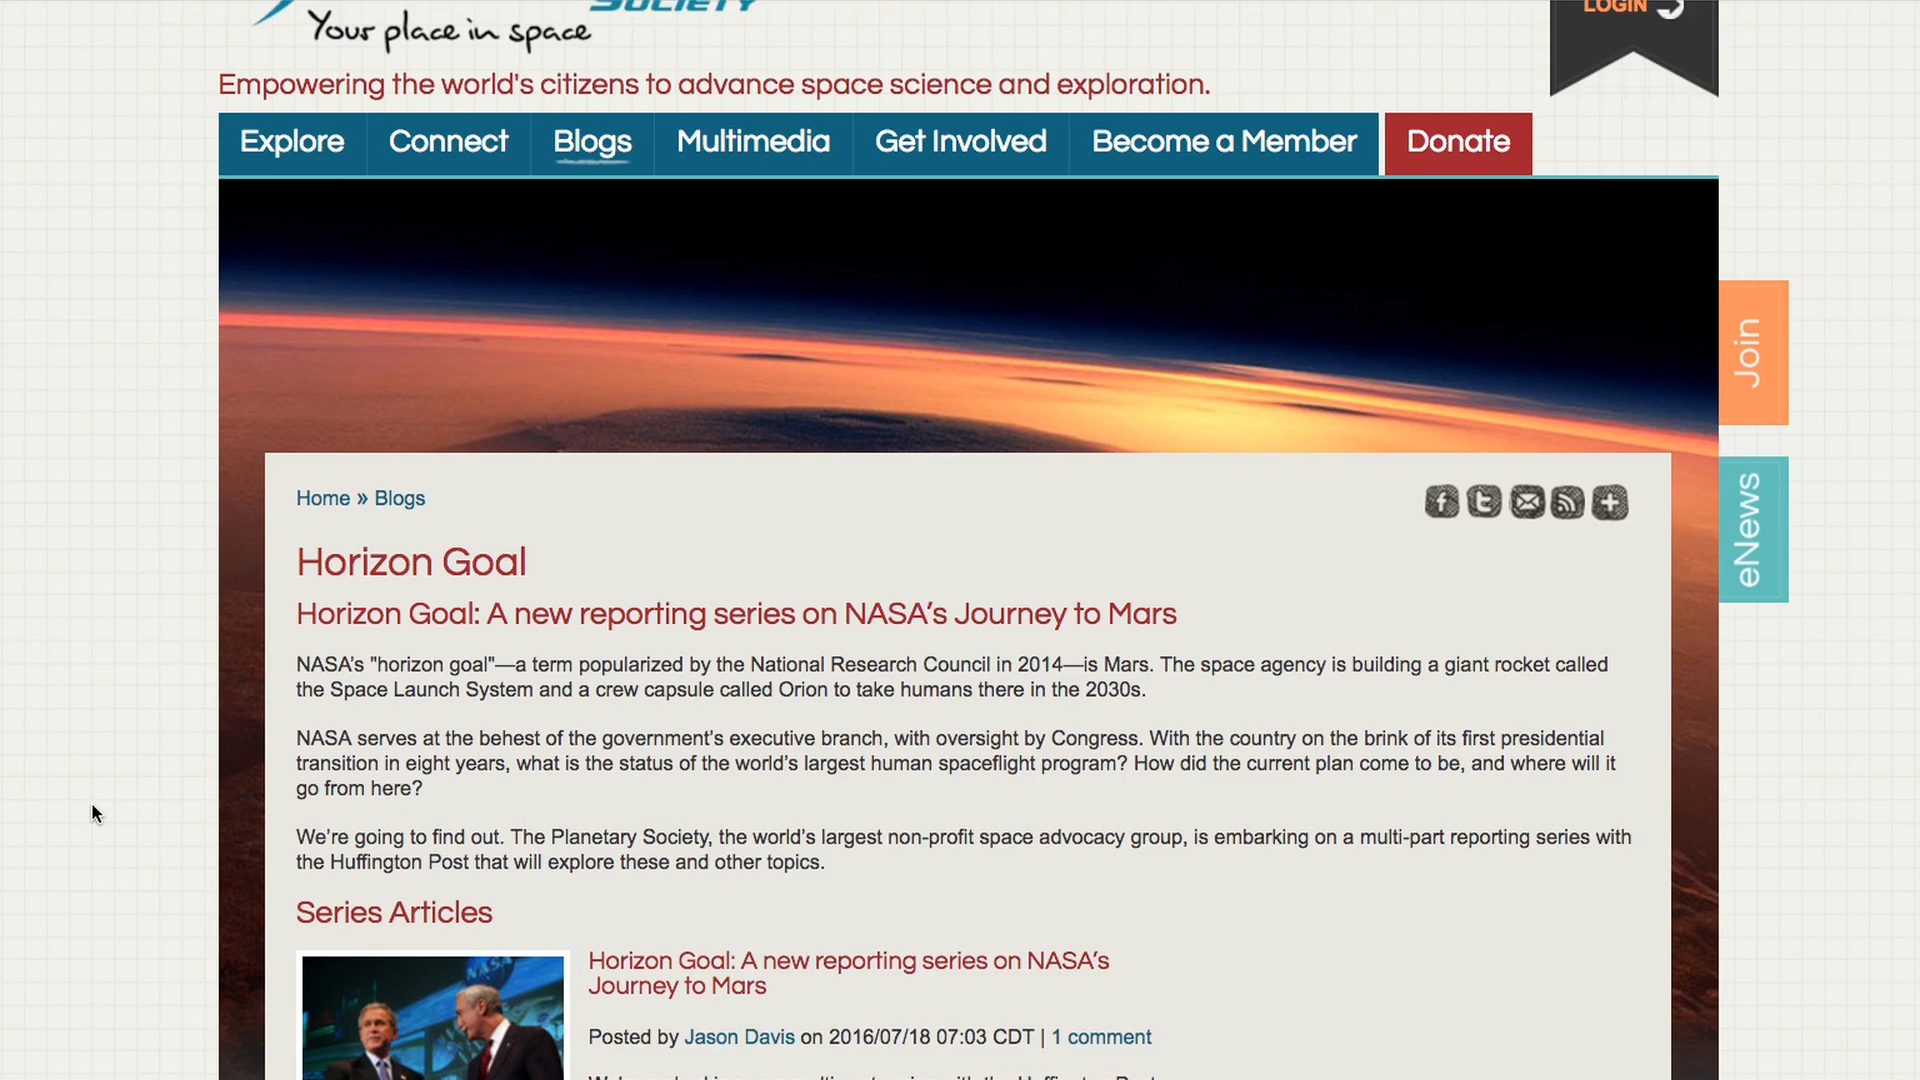 SOCIETY
Your place in space
LOGIN
Empowering the world's citizens to advance space science and exploration.
Explore Connect Blogs Multimedia Get Involved Become a Member Donate
Join
eNews
Home » Blogs
Horizon Goal
Horizon Goal: A new reporting series on NASA’s Journey to Mars
NASA’s "horizon goal"—a term popularized by the National Research Council in 2014—is Mars. The space agency is building a giant rocket called
the Space Launch System and a crew capsule called Orion to take humans there in the 2030s.
NASA serves at the behest of the government’s executive branch, with oversight by Congress. With the country on the brink of its first presidential
transition in eight years, what is the status of the world’s largest human spaceflight program? How did the current plan come to be, and where will it
go from here?
We’re going to find out. The Planetary Society, the world’s largest non-profit space advocacy group, is embarking on a multi-part reporting series with
the Huffington Post that will explore these and other topics.
Series Articles
NASA
Horizon Goal: A new reporting series on NASA’s
Journey to Mars
Posted by Jason Davis on 2016/07/18 07:03 CDT | 1 comment